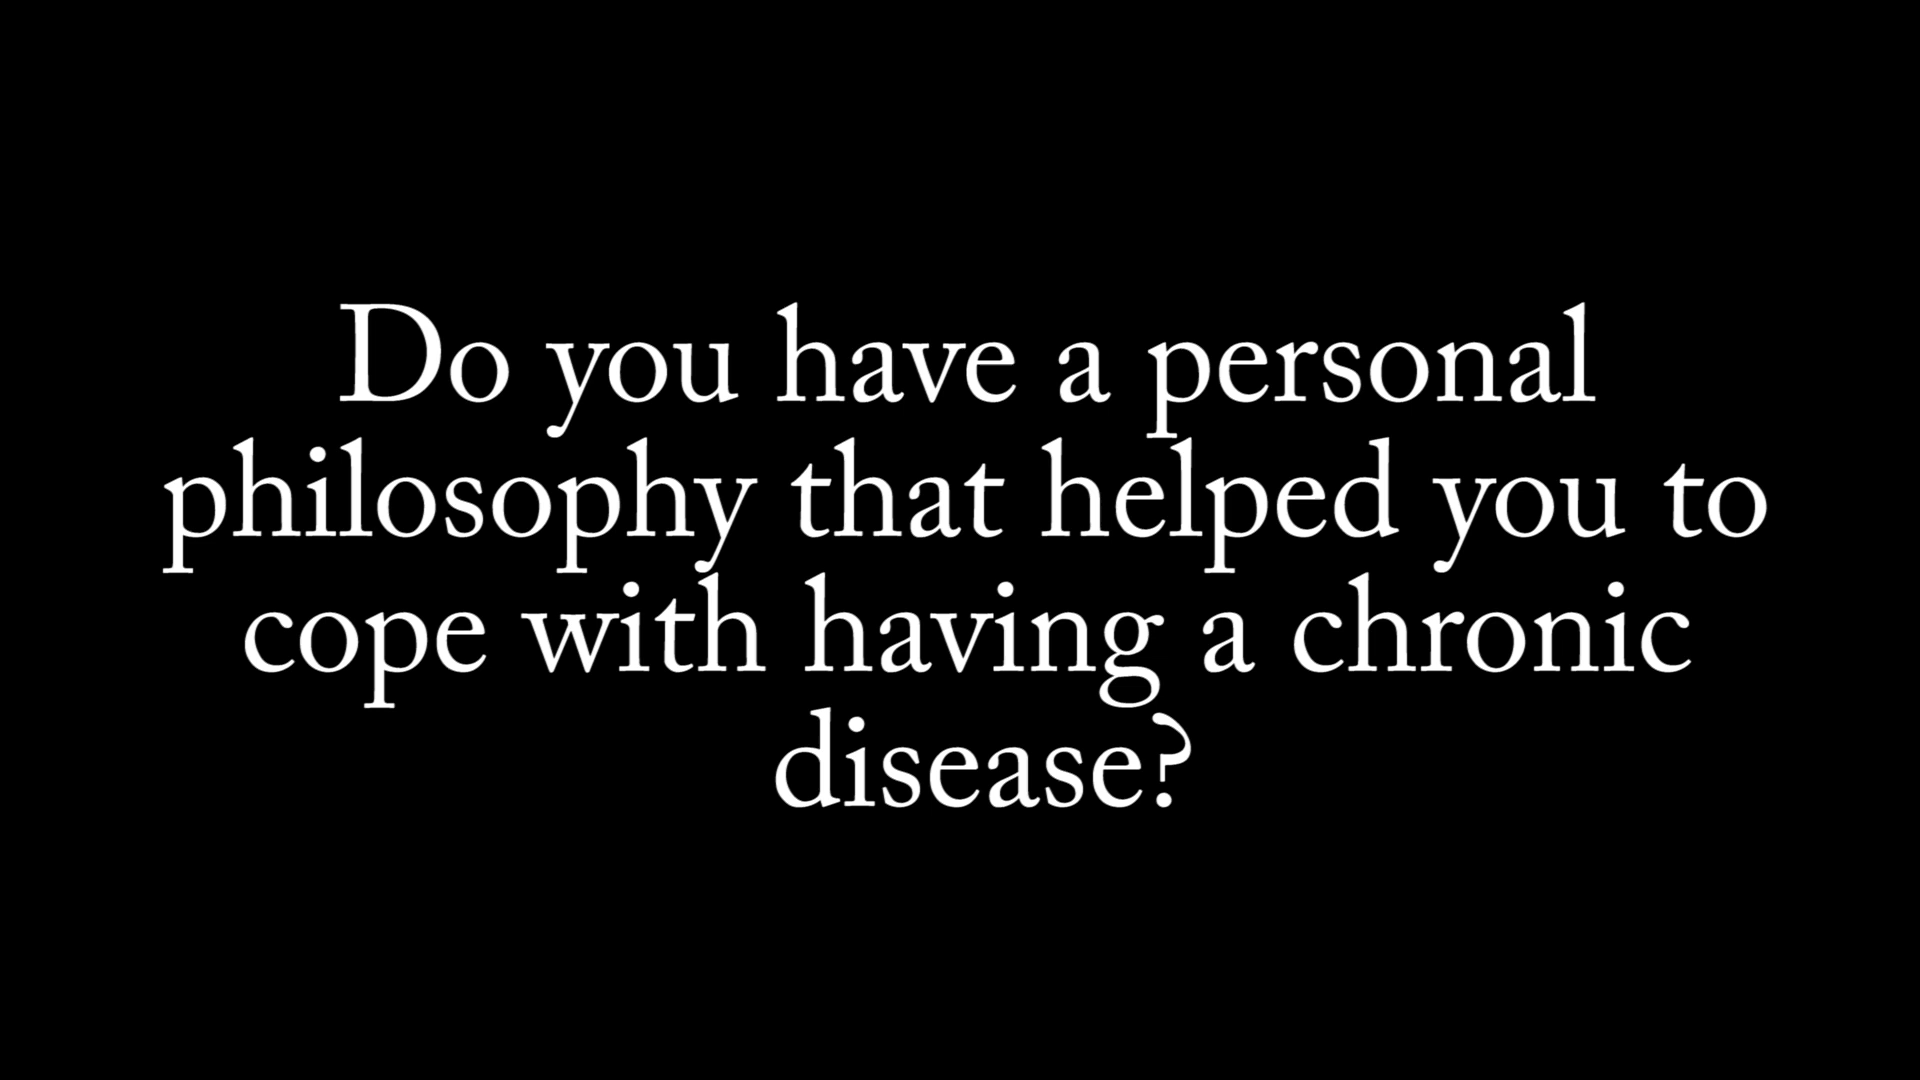 Do you have a personal
philosophy that helped you to
cope with having a chronic
disease?